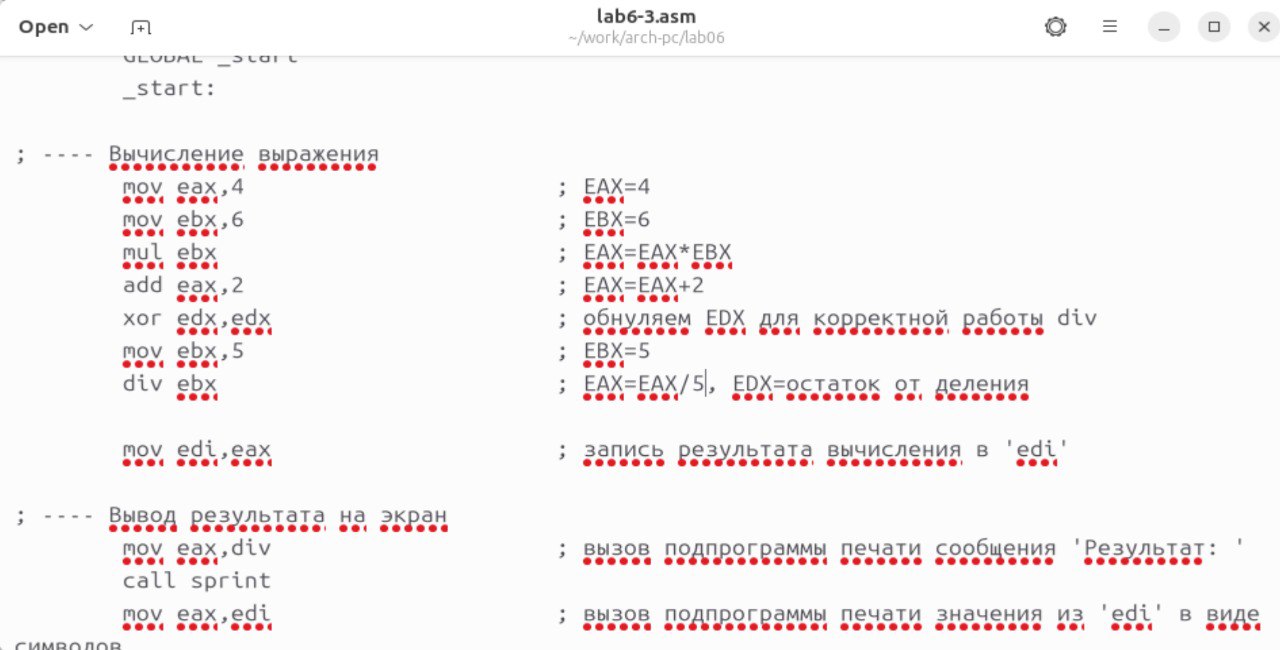 Open
lab6-3.asm
~/work/arch-pc/lab06
GLOBAL _start
_start:
; ---- Вычисление выражения
mov eax,4 ; EAX=4
mov ebx,6 ; EBX=6
mul ebx ; EAX=EAX*EBX
add eax,2 ; EAX=EAX+2
xor edx,edx ; обнуляем EDX для корректной работы div
mov ebx,5 ; EBX=5
div ebx ; EAX=EAX/5, EDX=остаток от деления
mov edi,eax ; запись результата вычисления в 'edi'
; ---- Вывод результата на экран
mov eax,div ; вызов подпрограммы печати сообщения 'Результат: '
call sprint
mov eax,edi ; вызов подпрограммы печати значения из 'edi' в виде
символов